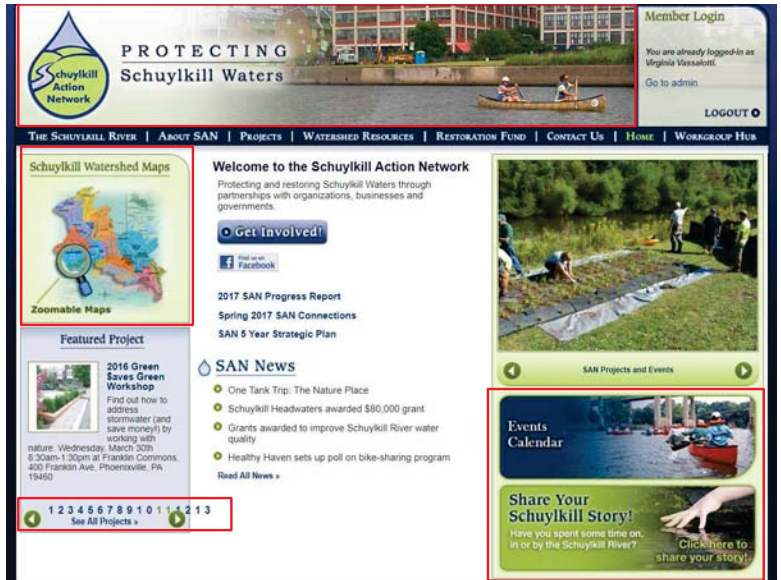 Schuylkill
Action
Network
PROTECTING
Schuylkill Waters
Member Login
You are already logged-in as
Virginia Vassalotti.
Go to admin
LOGOUT
THE SCHUYLKILL RIVER | ABOUT SAN | PROJECTS | WATERSHED RESOURCES | RESTORATION FUND | CONTACT US | HOME | WORKGROUP HUB
Schuylkill Watershed Maps
Zoomable Maps
Featured Project
2016 Green
$aves Green
Workshop
Find out how to
address
stormwater (and
save money!) by
working with
nature. Wednesday, March 30th
8:30am-1:30pm at Franklin Commons,
400 Franklin Ave, Phoenixville, PA
19460
1 2 3 4 5 6 7 8 9 10 11 12 13
See All Projects »
Welcome to the Schuylkill Action Network
Protecting and restoring Schuylkill Waters through
partnerships with organizations, businesses and
governments.
Get Involved!
Find us on
Facebook
2017 SAN Progress Report
Spring 2017 SAN Connections
SAN 5 Year Strategic Plan
SAN News
One Tank Trip: The Nature Place
Schuylkill Headwaters awarded $80,000 grant
Grants awarded to improve Schuylkill River water
quality
Healthy Haven sets up poll on bike-sharing program
Read All News »
SAN Projects and Events
Events
Calendar
Share Your
Schuylkill Story!
Have you spent some time on,
in or by the Schuylkill River?
Click here to
share your story!